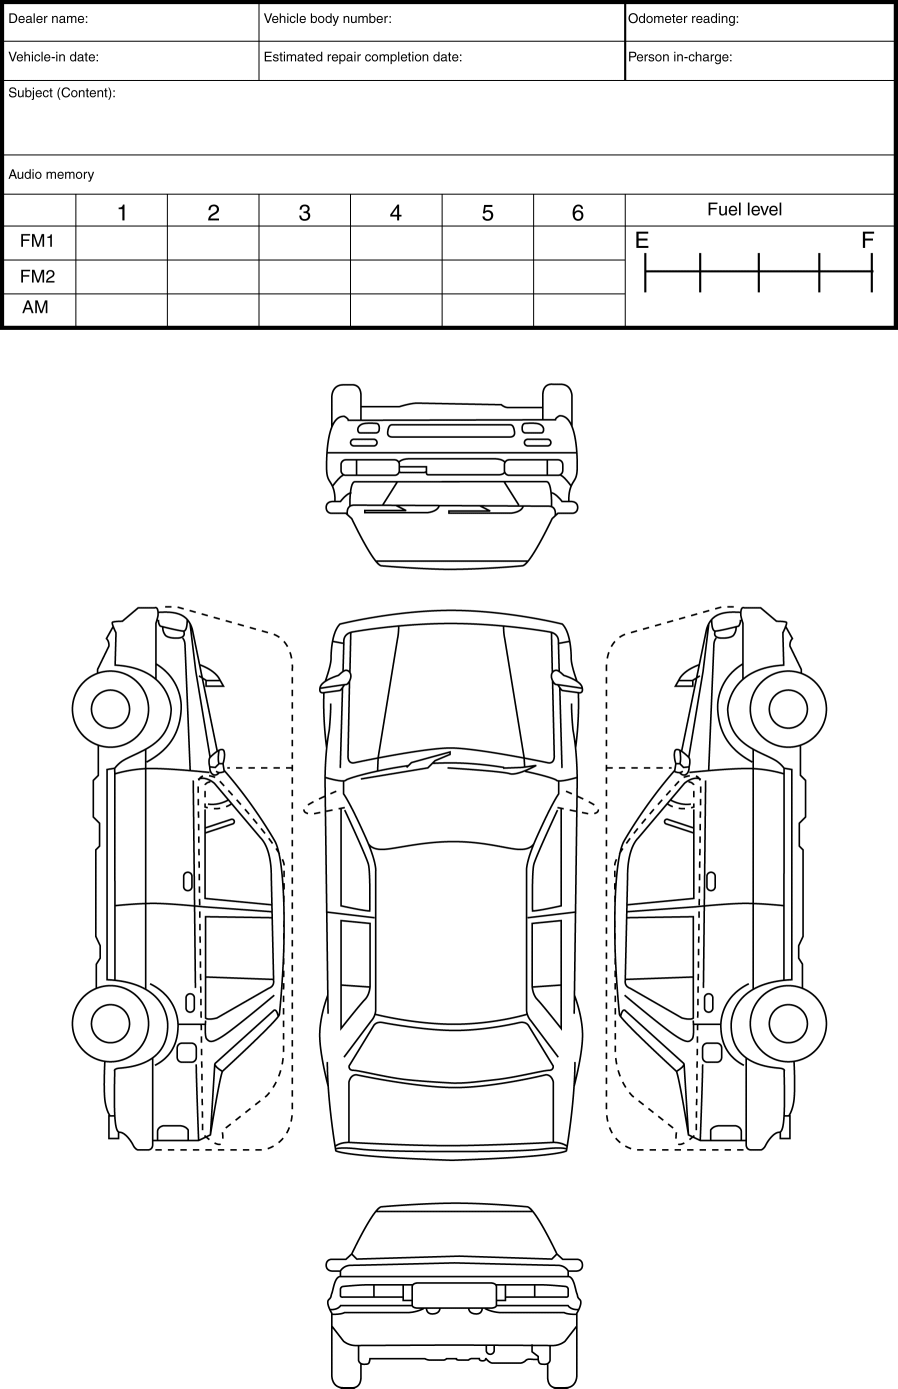 Dealer name: Vehicle body number: Odometer reading:
Vehicle-in date: Estimated repair completion date: Person in-charge:
Subject (Content):
Audio memory
1 2 3 4 5 6 Fuel level
FM1 E F
FM2
AM